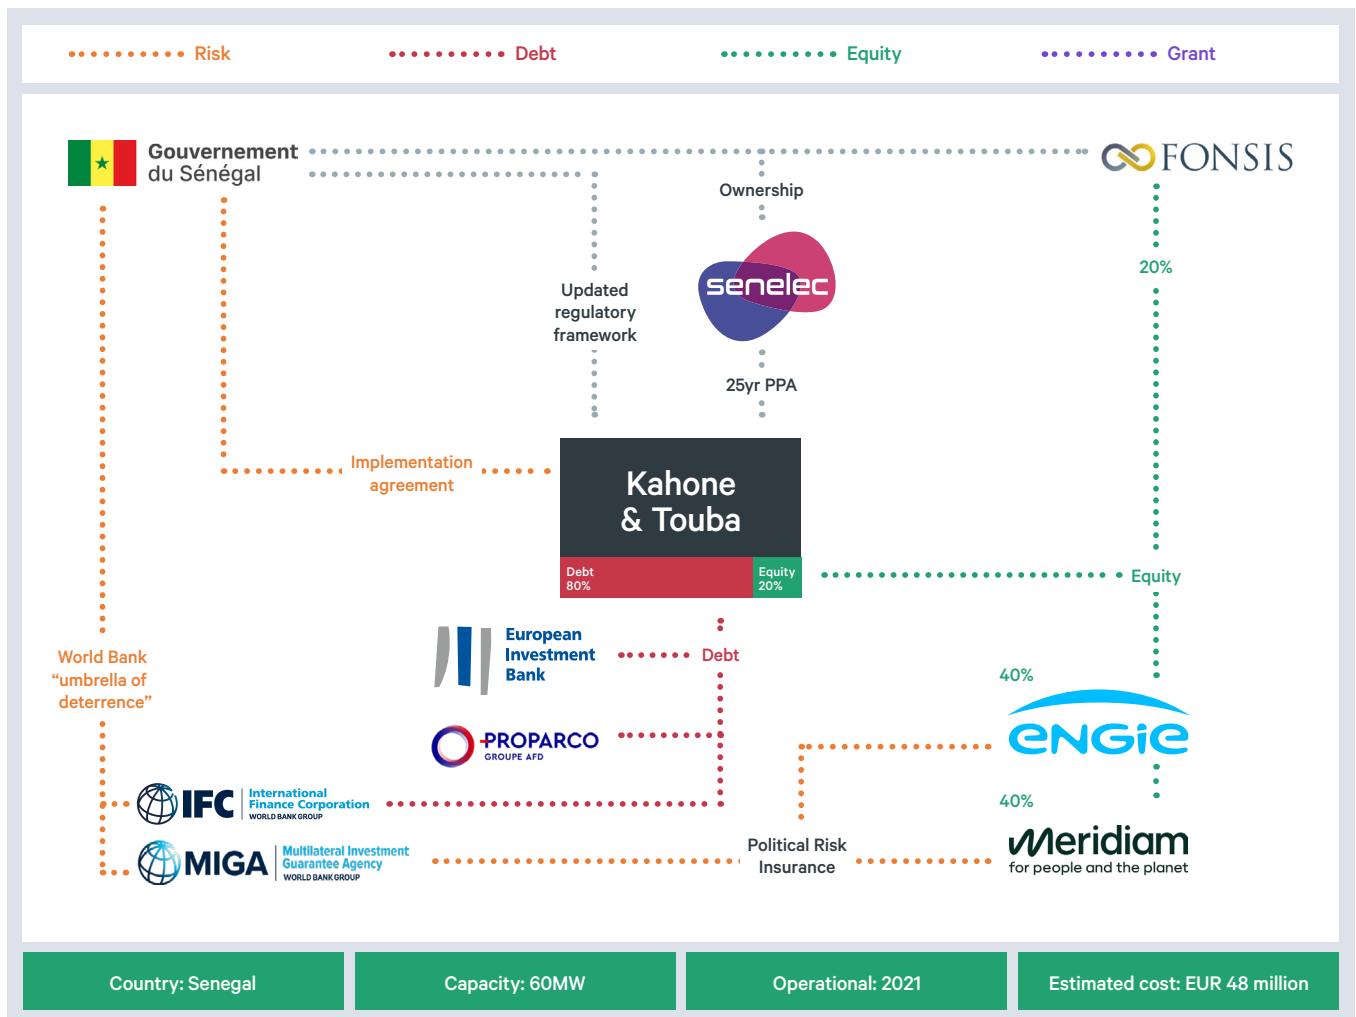 Risk
Debt
Equity
Grant
Gouvernement
du Sénégal
FONSIS
Ownership
20%
senelec
Updated
regulatory
framework
25yr PPA
Implementation
agreement
Kahone
& Touba
Debt
80%
Equity
20%
Equity
European
Investment
Bank
Debt
World Bank
“umbrella of
deterrence”
40%
ENGIE
PROPARCO
GROUPE AFD
IFC
International
Finance Corporation
WORLD BANK GROUP
40%
MIGA
Multilateral Investment
Guarantee Agency
WORLD BANK GROUP
Political Risk
Insurance
Meridiam
for people and the planet
Country: Senegal
Capacity: 60MW
Operational: 2021
Estimated cost: EUR 48 million